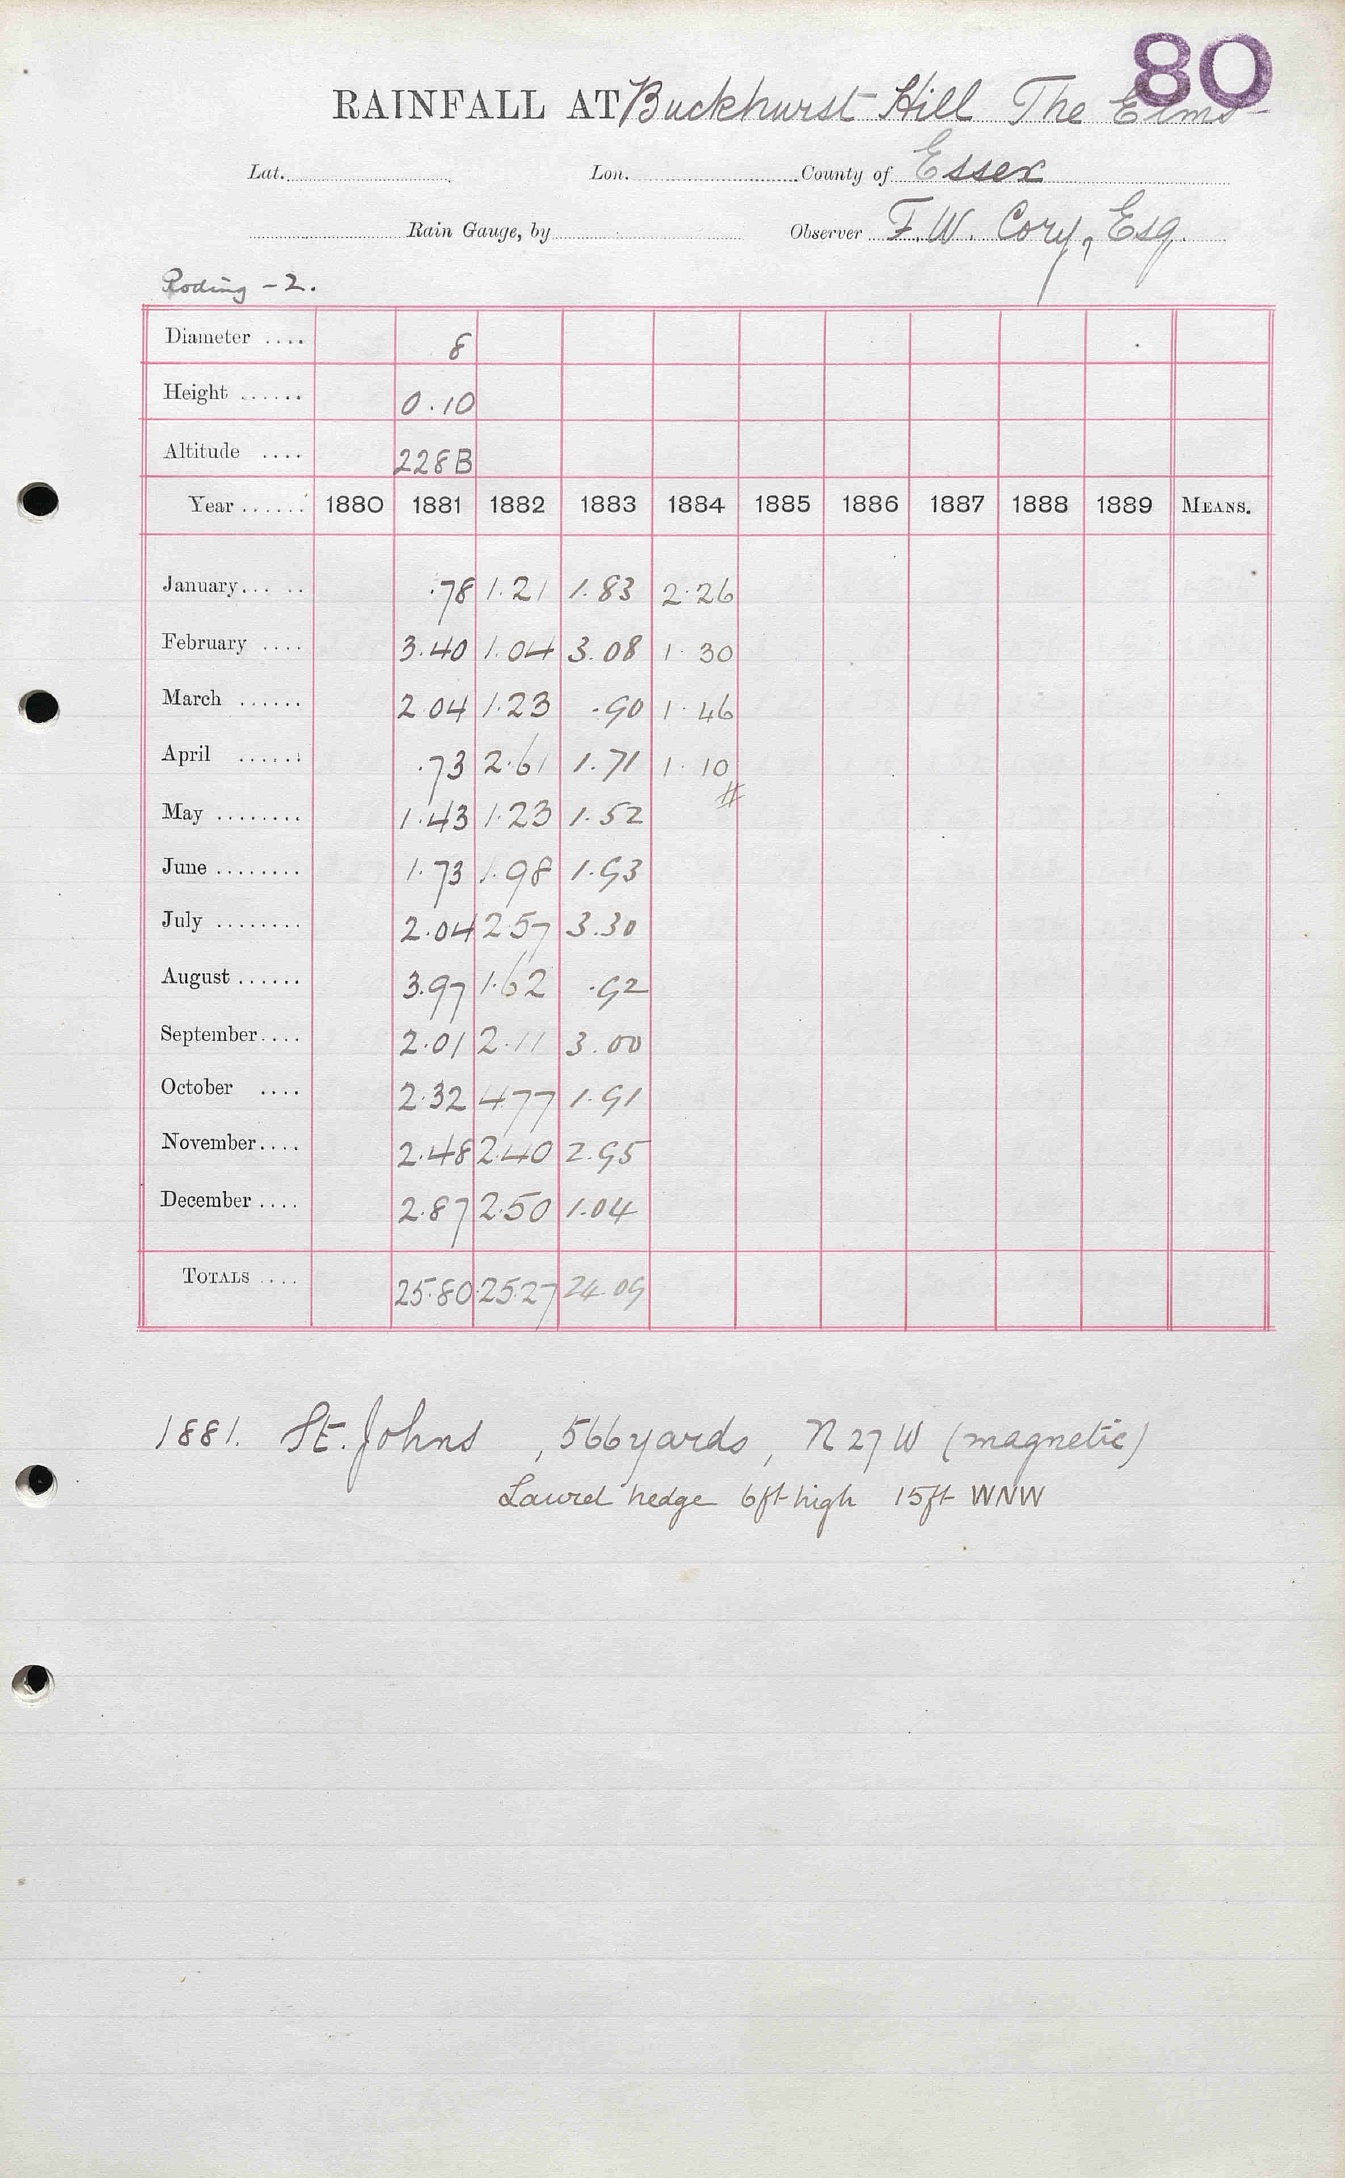 80
RAINFALL AT Buckhurst Hill The Elms
Lat. Lon. County of Essex
Rain Gauge, by Observer F. W. Cory, Esq.
Roding - 2.
Diameter .... 8
Height ...... 0.10
Altitude .... 228B
Year ...... 1880 1881 1882 1883 1884 1885 1886 1887 1888 1889 MEANS.
January... .. .78 1.21 1.83 2.26
February .... 3.40 1.04 3.08 1.30
March ...... 2.04 1.23 .90 1.46
April ...... .73 2.61 1.71 1.10
#
May ........ 1.43 1.23 1.52
June ........ 1.73 1.98 1.93
July ........ 2.04 2.57 3.30
August ...... 3.97 1.62 .92
September.... 2.01 2.11 3.00
October .... 2.32 4.77 1.91
November.... 2.48 2.40 2.95
December .... 2.87 2.50 1.04
TOTALS .... 25.80 25.27 24.09
1881. St. Johns , 566 yards, N 27 W (magnetic)
Laurel hedge 6ft high 15ft WNW